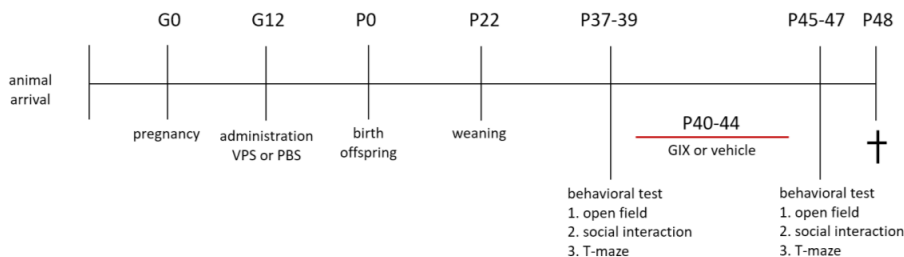 G0 G12 P0 P22 P37-39 P45-47 P48
animal
arrival
pregnancy
administration
VPS or PBS
birth
offspring
weaning
P40-44
GIX or vehicle
behavioral test
1. open field
2. social interaction
3. T-maze
behavioral test
1. open field
2. social interaction
3. T-maze